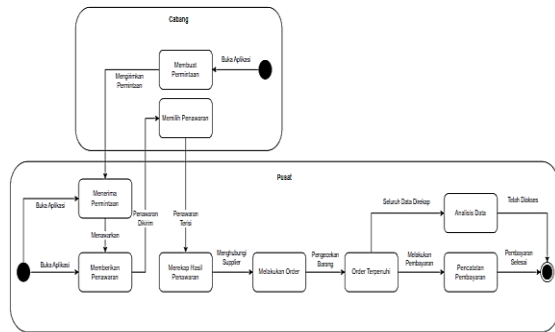 Cabang
Membuat
Permintaan
Buka Aplikasi
Mengirimkan
Permintaan
Memilih Penawaran
Pusat
Buka Aplikasi
Menerima
Permintaan
Menawarkan
Penawaran
Dikirim
Penawaran
Terisi
Buka Aplikasi
Memberikan
Penawaran
Merekap Hasil
Penawaran
Menghubungi
Supplier
Melakukan Order
Pengecekan
Barang
Order Terpenuhi
Seluruh Data Direkap
Analisis Data
Telah Diakses
Melakukan
Pembayaran
Pencatatan
Pembayaran
Pembayaran
Selesai